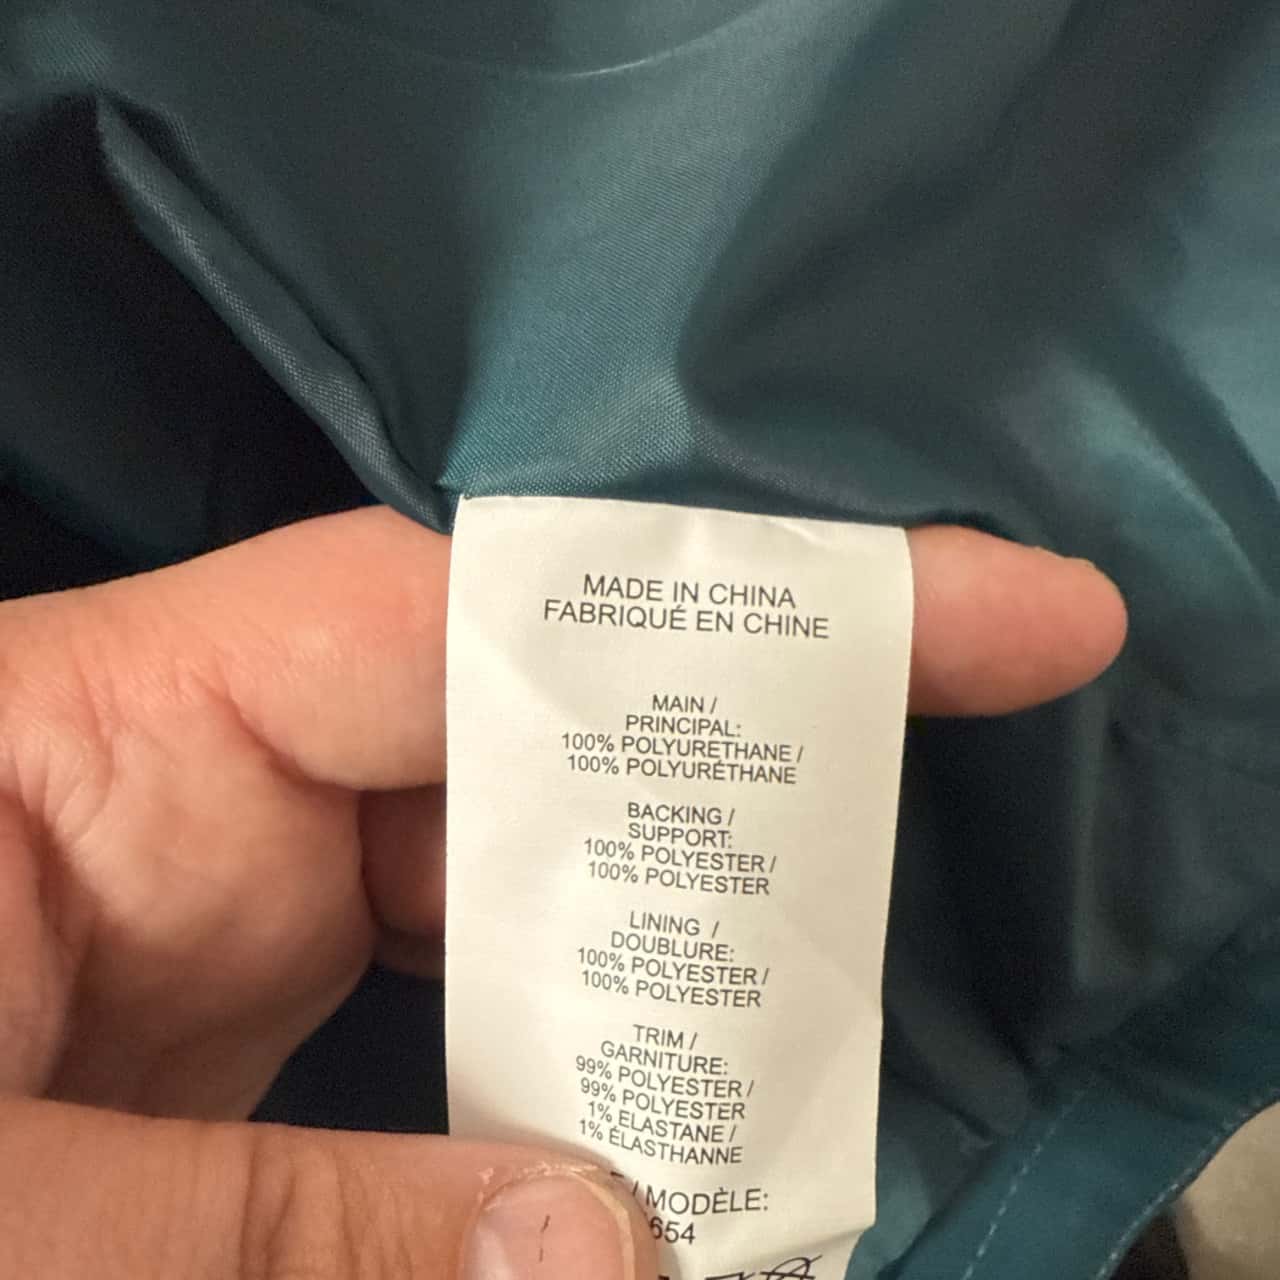 MADE IN CHINA
FABRIQUÉ EN CHINE
MAIN /
PRINCIPAL:
100% POLYURETHANE /
100% POLYURÉTHANE
BACKING /
SUPPORT:
100% POLYESTER /
100% POLYESTER
LINING /
DOUBLURE:
100% POLYESTER /
100% POLYESTER
TRIM /
GARNITURE:
99% POLYESTER /
99% POLYESTER
1% ELASTANE /
1% ÉLASTHANNE
/ MODÈLE:
654